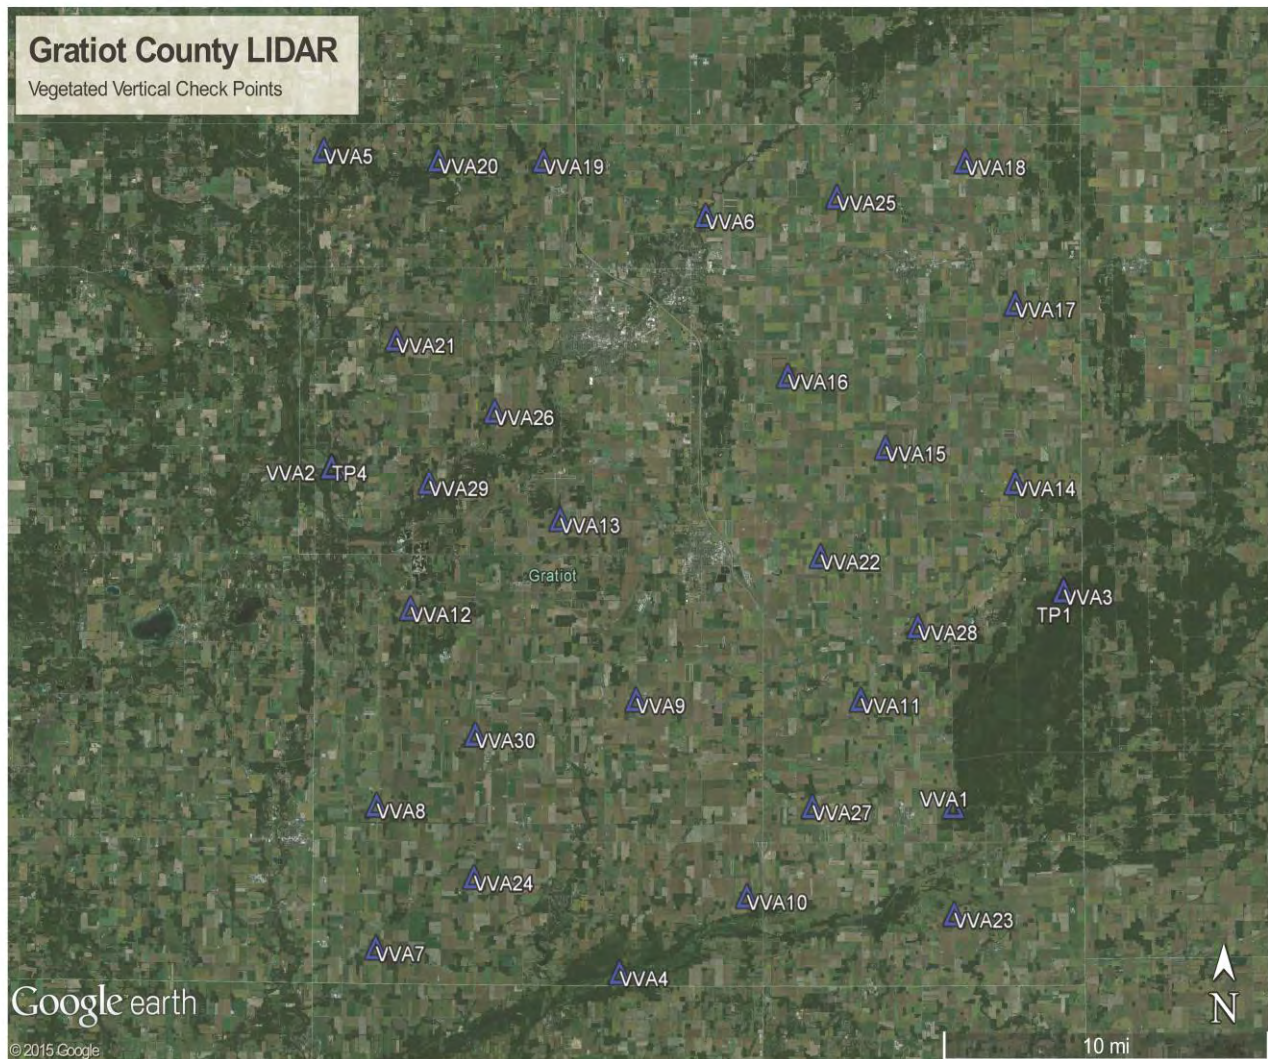 Gratiot County LIDAR
Vegetated Vertical Check Points
VVA5
VVA20
VVA19
VVA18
VVA25
VVA6
VVA17
VVA21
VVA16
VVA26
VVA15
VVA2 TP4
VVA29
VVA14
VVA13
VVA22
Gratiot
VVA3
TP1
VVA12
VVA28
VVA9
VVA11
VVA30
VVA1
VVA8
VVA27
VVA24
VVA10
VVA23
VVA7
VVA4
Google earth
N
© 2015 Google
10 mi